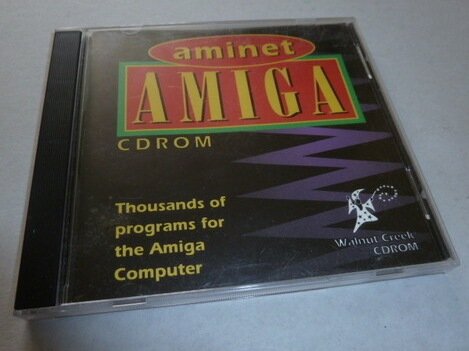 aminet
AMIGA
CDROM
Thousands of
programs for
the Amiga
Computer
Walnut Creek
CDROM